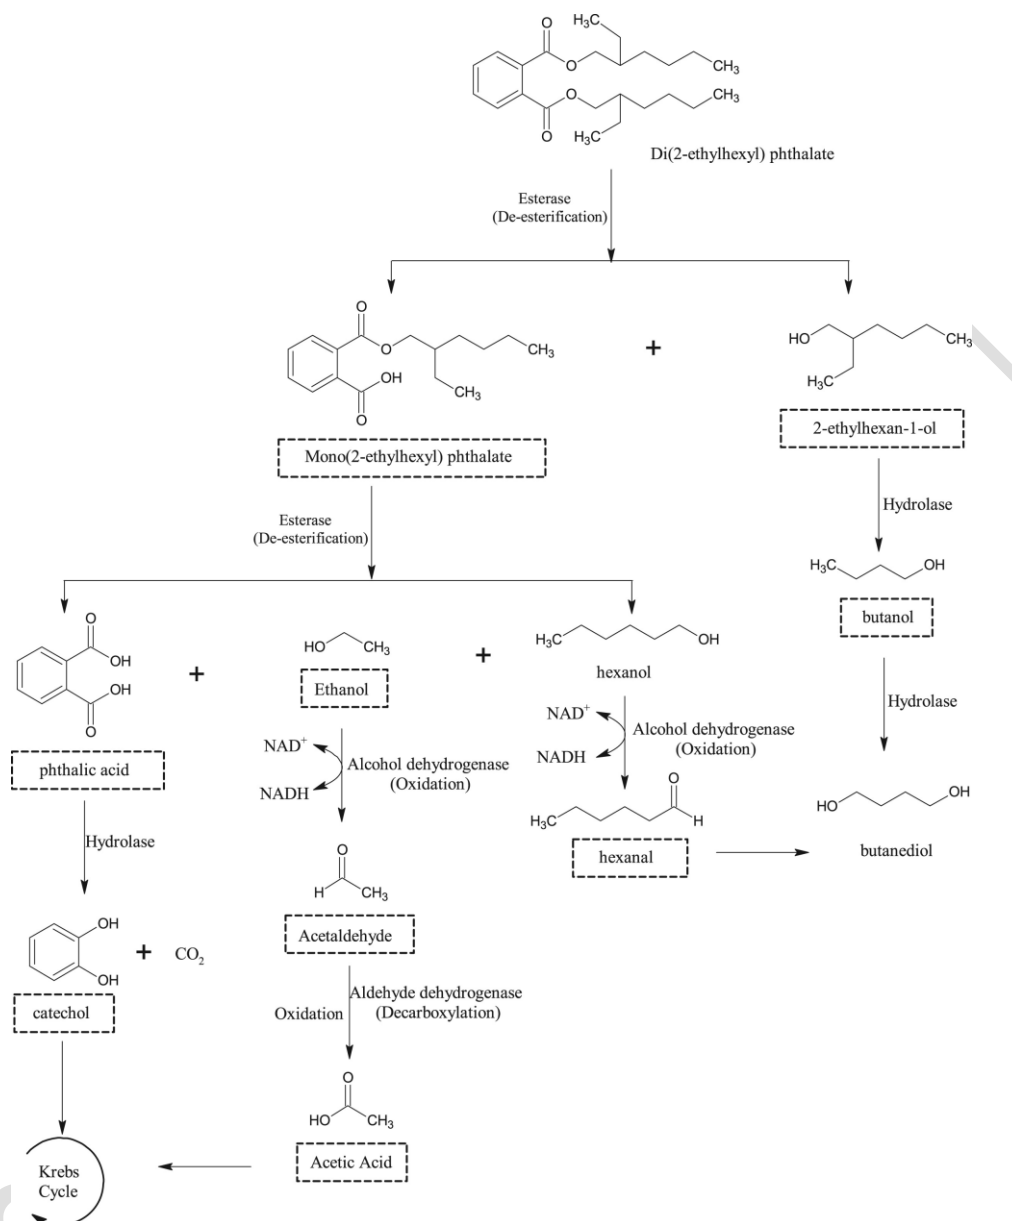 O
H₃C
O
CH₃
O
CH₃
O
H₃C
Di(2-ethylhexyl) phthalate
Esterase
(De-esterification)
O
O
CH₃
OH
CH₃
O
Mono(2-ethylhexyl) phthalate
+
HO
CH₃
H₃C
2-ethylhexan-1-ol
Hydrolase
H₃C
OH
butanol
Hydrolase
HO
OH
butanediol
Esterase
(De-esterification)
O
OH
OH
O
phthalic acid
+
HO
CH₃
Ethanol
+
H₃C
OH
hexanol
NAD⁺
NADH
Alcohol dehydrogenase
(Oxidation)
NAD⁺
NADH
Alcohol dehydrogenase
(Oxidation)
O
H₃C
H
hexanal
Hydrolase
OH
OH
+
CO₂
catechol
O
H
CH₃
Acetaldehyde
Oxidation
Aldehyde dehydrogenase
(Decarboxylation)
O
HO
CH₃
Acetic Acid
Krebs
Cycle